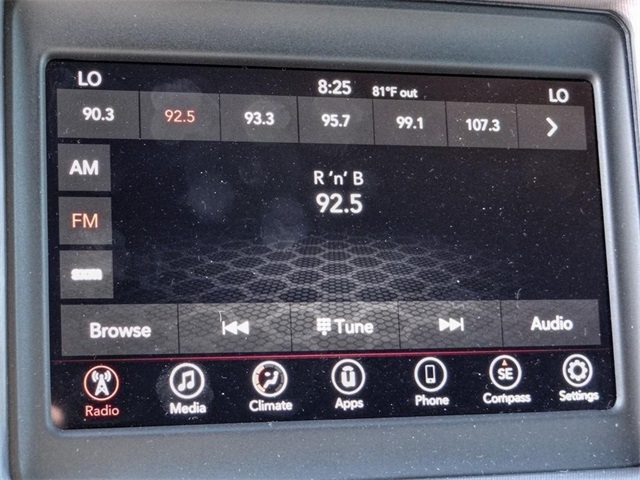 LO 8:25 81°F out LO
90.3 92.5 93.3 95.7 99.1 107.3
AM
R 'n' B
92.5
FM
Browse Tune Audio
Radio Media Climate Apps Phone SE Compass Settings